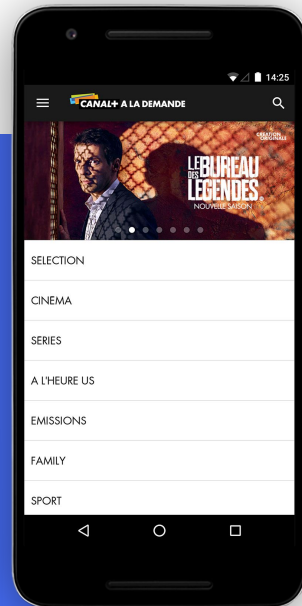 14:25
CANAL+ A LA DEMANDE
CRÉATION
ORIGINALE
LE BUREAU
DES
LÉGENDES
NOUVELLE SAISON
SELECTION
CINEMA
SERIES
A L'HEURE US
EMISSIONS
FAMILY
SPORT